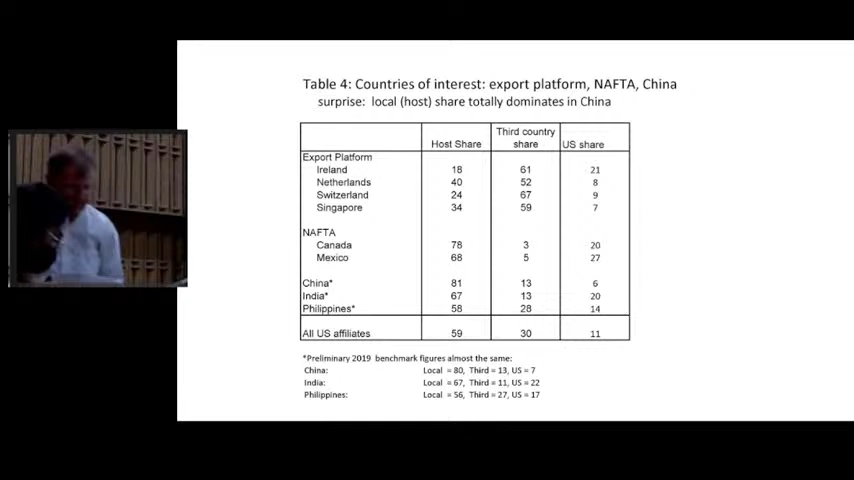 Table 4: Countries of interest: export platform, NAFTA, China
surprise: local (host) share totally dominates in China
Host Share Third country share US share
Export Platform
Ireland 18 61 21
Netherlands 40 52 8
Switzerland 24 67 9
Singapore 34 59 7
NAFTA
Canada 78 3 20
Mexico 68 5 27
China* 81 13 6
India* 67 13 20
Philippines* 58 28 14
All US affiliates 59 30 11
*Preliminary 2019 benchmark figures almost the same:
China: Local = 80, Third = 13, US = 7
India: Local = 67, Third = 11, US = 22
Philippines: Local = 56, Third = 27, US = 17